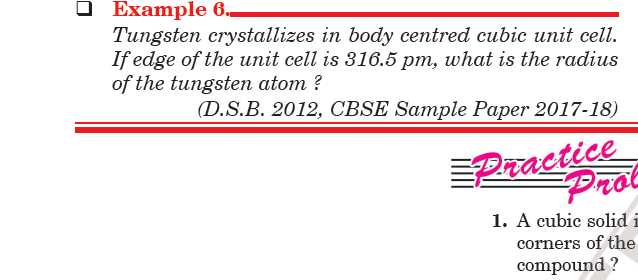 ❑ Example 6.
Tungsten crystallizes in body centred cubic unit cell.
If edge of the unit cell is 316.5 pm, what is the radius
of the tungsten atom ?
(D.S.B. 2012, CBSE Sample Paper 2017-18)
Practice
Prol
1. A cubic solid i
corners of the
compound ?